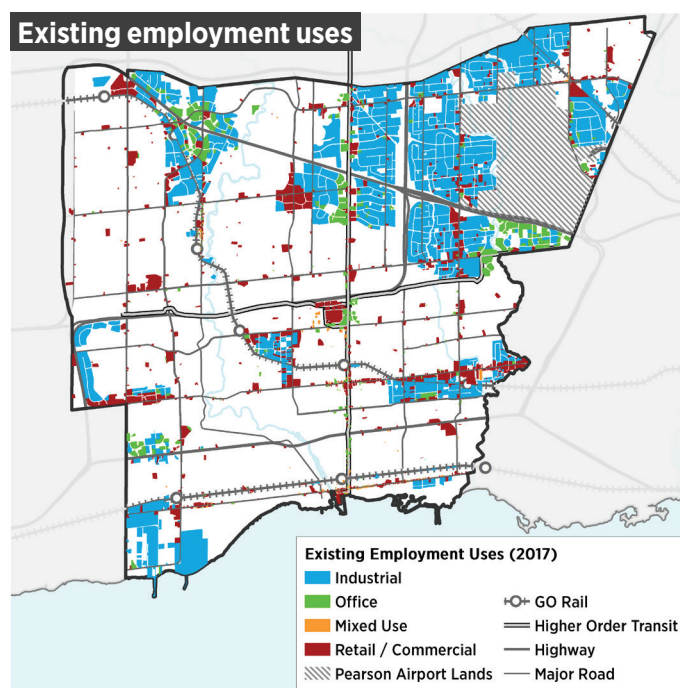 Existing employment uses
Existing Employment Uses (2017)
Industrial
Office
Mixed Use
Retail / Commercial
Pearson Airport Lands
GO Rail
Higher Order Transit
Highway
Major Road